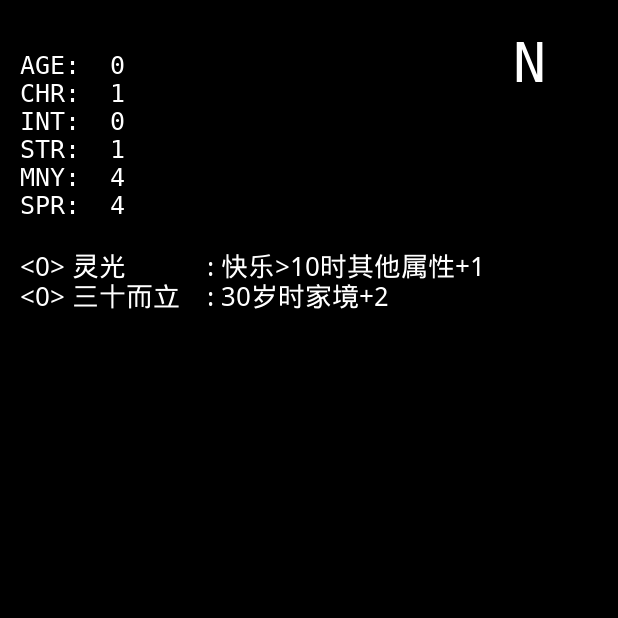 N
AGE: 0
CHR: 1
INT: 0
STR: 1
MNY: 4
SPR: 4
<0> 灵光 : 快乐>10时其他属性+1
<0> 三十而立 : 30岁时家境+2